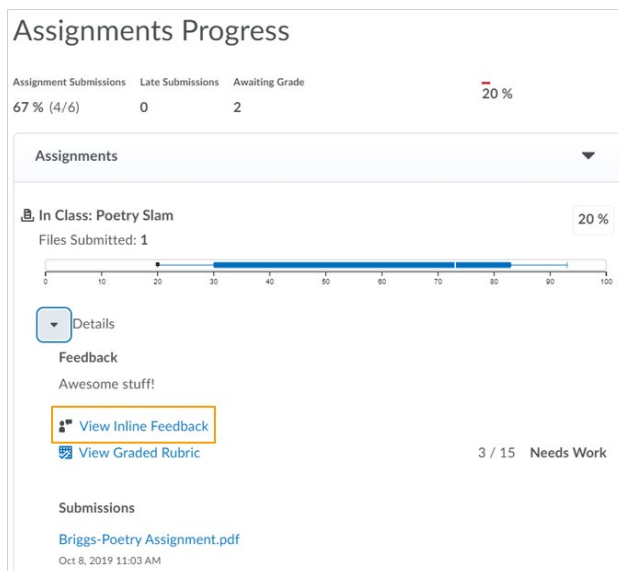 Assignments Progress
Assignment Submissions Late Submissions Awaiting Grade
67 % (4/6) 0 2 20 %
Assignments
In Class: Poetry Slam 20 %
Files Submitted: 1
0 10 20 30 40 50 60 70 80 90 100
Details
Feedback
Awesome stuff!
View Inline Feedback
View Graded Rubric 3 / 15 Needs Work
Submissions
Briggs-Poetry Assignment.pdf
Oct 8, 2019 11:03 AM